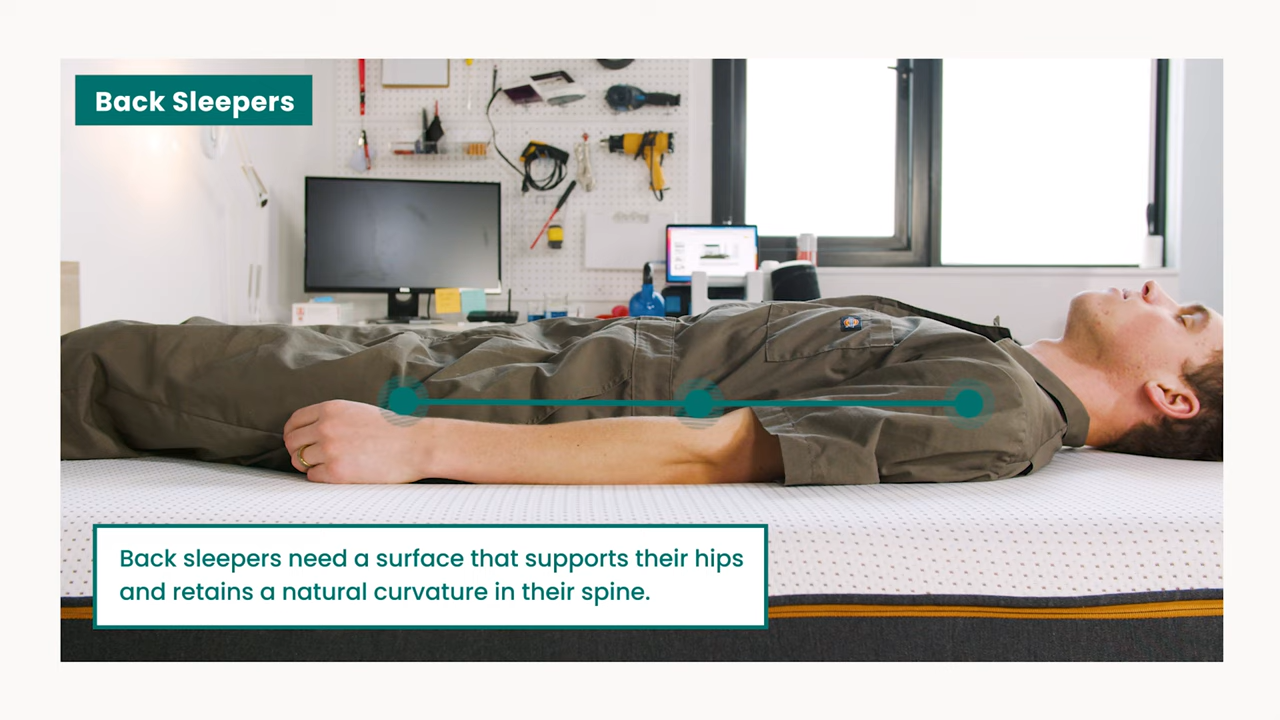 Back Sleepers
Back sleepers need a surface that supports their hips
and retains a natural curvature in their spine.